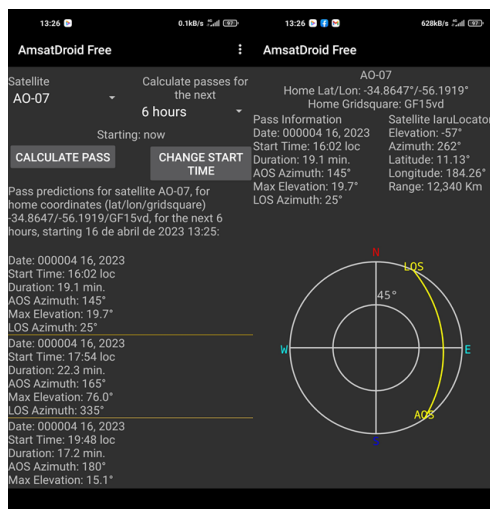 13:26
0.1kB/s
97
AmsatDroid Free
Satellite
AO-07
Calculate passes for
the next
6 hours
Starting: now
CALCULATE PASS
CHANGE START
TIME
Pass predictions for satellite AO-07, for
home coordinates (lat/lon/gridsquare)
-34.8647/-56.1919/GF15vd, for the next 6
hours, starting 16 de abril de 2023 13:25:
Date: 000004 16, 2023
Start Time: 16:02 loc
Duration: 19.1 min.
AOS Azimuth: 145°
Max Elevation: 19.7°
LOS Azimuth: 25°
Date: 000004 16, 2023
Start Time: 17:54 loc
Duration: 22.3 min.
AOS Azimuth: 165°
Max Elevation: 76.0°
LOS Azimuth: 335°
Date: 000004 16, 2023
Start Time: 19:48 loc
Duration: 17.2 min.
AOS Azimuth: 180°
Max Elevation: 15.1°
13:26
628kB/s
97
AmsatDroid Free
AO-07
Home Lat/Lon: -34.8647°/-56.1919°
Home Gridsquare: GF15vd
Pass Information
Date: 000004 16, 2023
Start Time: 16:02 loc
Duration: 19.1 min.
AOS Azimuth: 145°
Max Elevation: 19.7°
LOS Azimuth: 25°
Satellite IaruLocator
Elevation: -57°
Azimuth: 262°
Latitude: 11.13°
Longitude: 184.26°
Range: 12,340 Km
N
LOS
45°
W
E
AOS
S